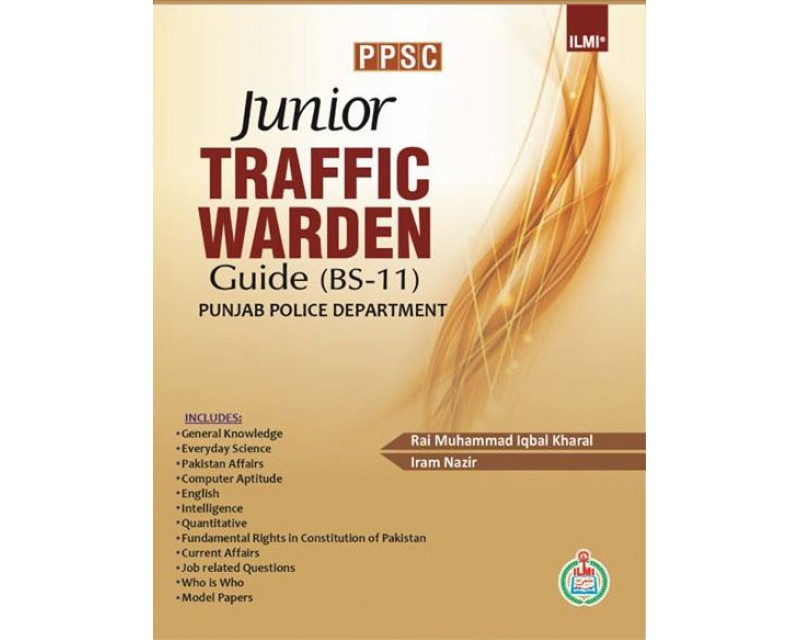 ILMI®
PPSC
Junior
TRAFFIC
WARDEN
Guide (BS-11)
PUNJAB POLICE DEPARTMENT
INCLUDES:
•General Knowledge
•Everyday Science
•Pakistan Affairs
•Computer Aptitude
•English
•Intelligence
•Quantitative
•Fundamental Rights in Constitution of Pakistan
•Current Affairs
•Job related Questions
•Who is Who
•Model Papers
Rai Muhammad Iqbal Kharal
Iram Nazir
ILMI